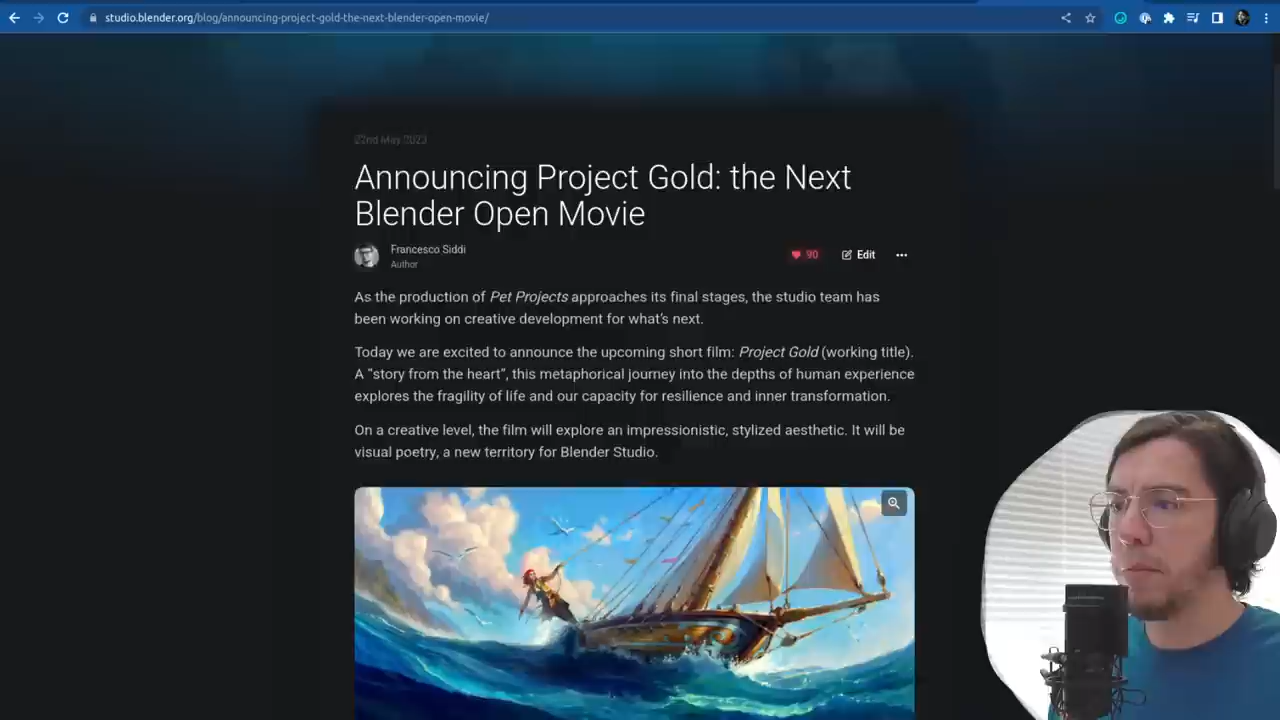 studio.blender.org/blog/announcing-project-gold-the-next-blender-open-movie/
22nd May 2023
Announcing Project Gold: the Next
Blender Open Movie
Francesco Siddi
Author
90
Edit
As the production of Pet Projects approaches its final stages, the studio team has
been working on creative development for what's next.
Today we are excited to announce the upcoming short film: Project Gold (working title).
A “story from the heart”, this metaphorical journey into the depths of human experience
explores the fragility of life and our capacity for resilience and inner transformation.
On a creative level, the film will explore an impressionistic, stylized aesthetic. It will be
visual poetry, a new territory for Blender Studio.